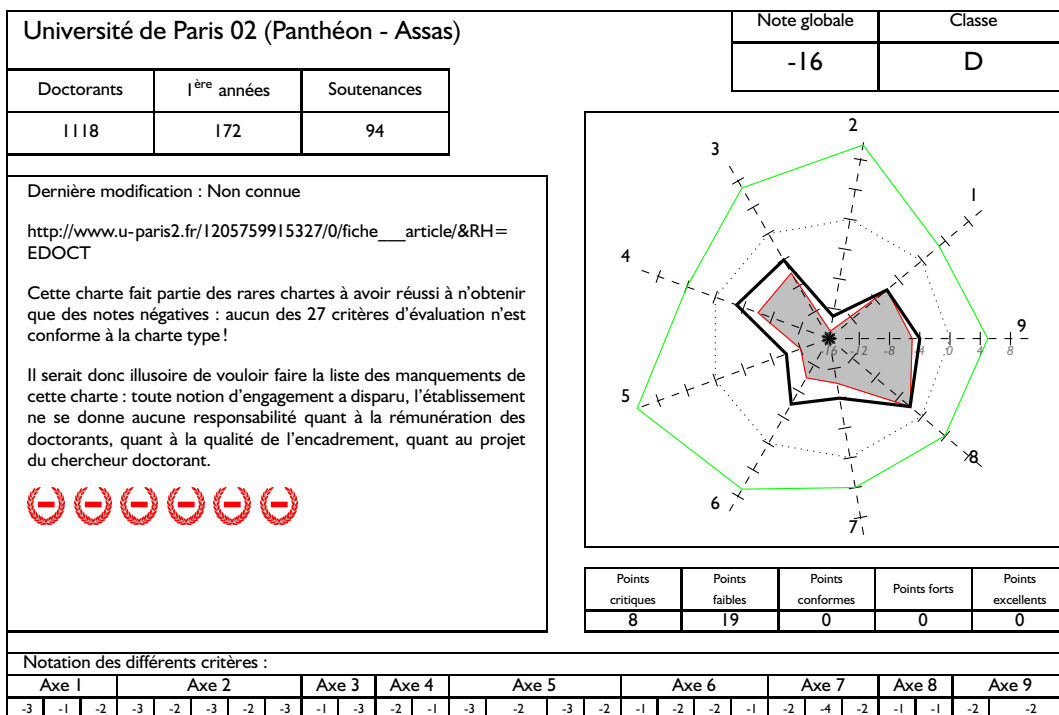 Université de Paris 02 (Panthéon - Assas)
Note globale Classe
-16 D
Doctorants 1ère années Soutenances
1118 172 94
Dernière modification : Non connue
http://www.u-paris2.fr/1205759915327/0/fiche___article/&RH=
EDOCT
Cette charte fait partie des rares chartes à avoir réussi à n'obtenir
que des notes négatives : aucun des 27 critères d'évaluation n'est
conforme à la charte type !
Il serait donc illusoire de vouloir faire la liste des manquements de
cette charte : toute notion d'engagement a disparu, l'établissement
ne se donne aucune responsabilité quant à la rémunération des
doctorants, quant à la qualité de l'encadrement, quant au projet
du chercheur doctorant.
2
3
1
4
9
-16 -12 -8 -4 0 4 8
5
8
6
7
Points critiques Points faibles Points conformes Points forts Points excellents
8 19 0 0 0
Notation des différents critères :
Axe 1 Axe 2 Axe 3 Axe 4 Axe 5 Axe 6 Axe 7 Axe 8 Axe 9
-3 -1 -2 -3 -2 -3 -2 -3 -1 -3 -2 -1 -3 -2 -3 -2 -1 -2 -2 -1 -2 -4 -2 -1 -1 -2 -2